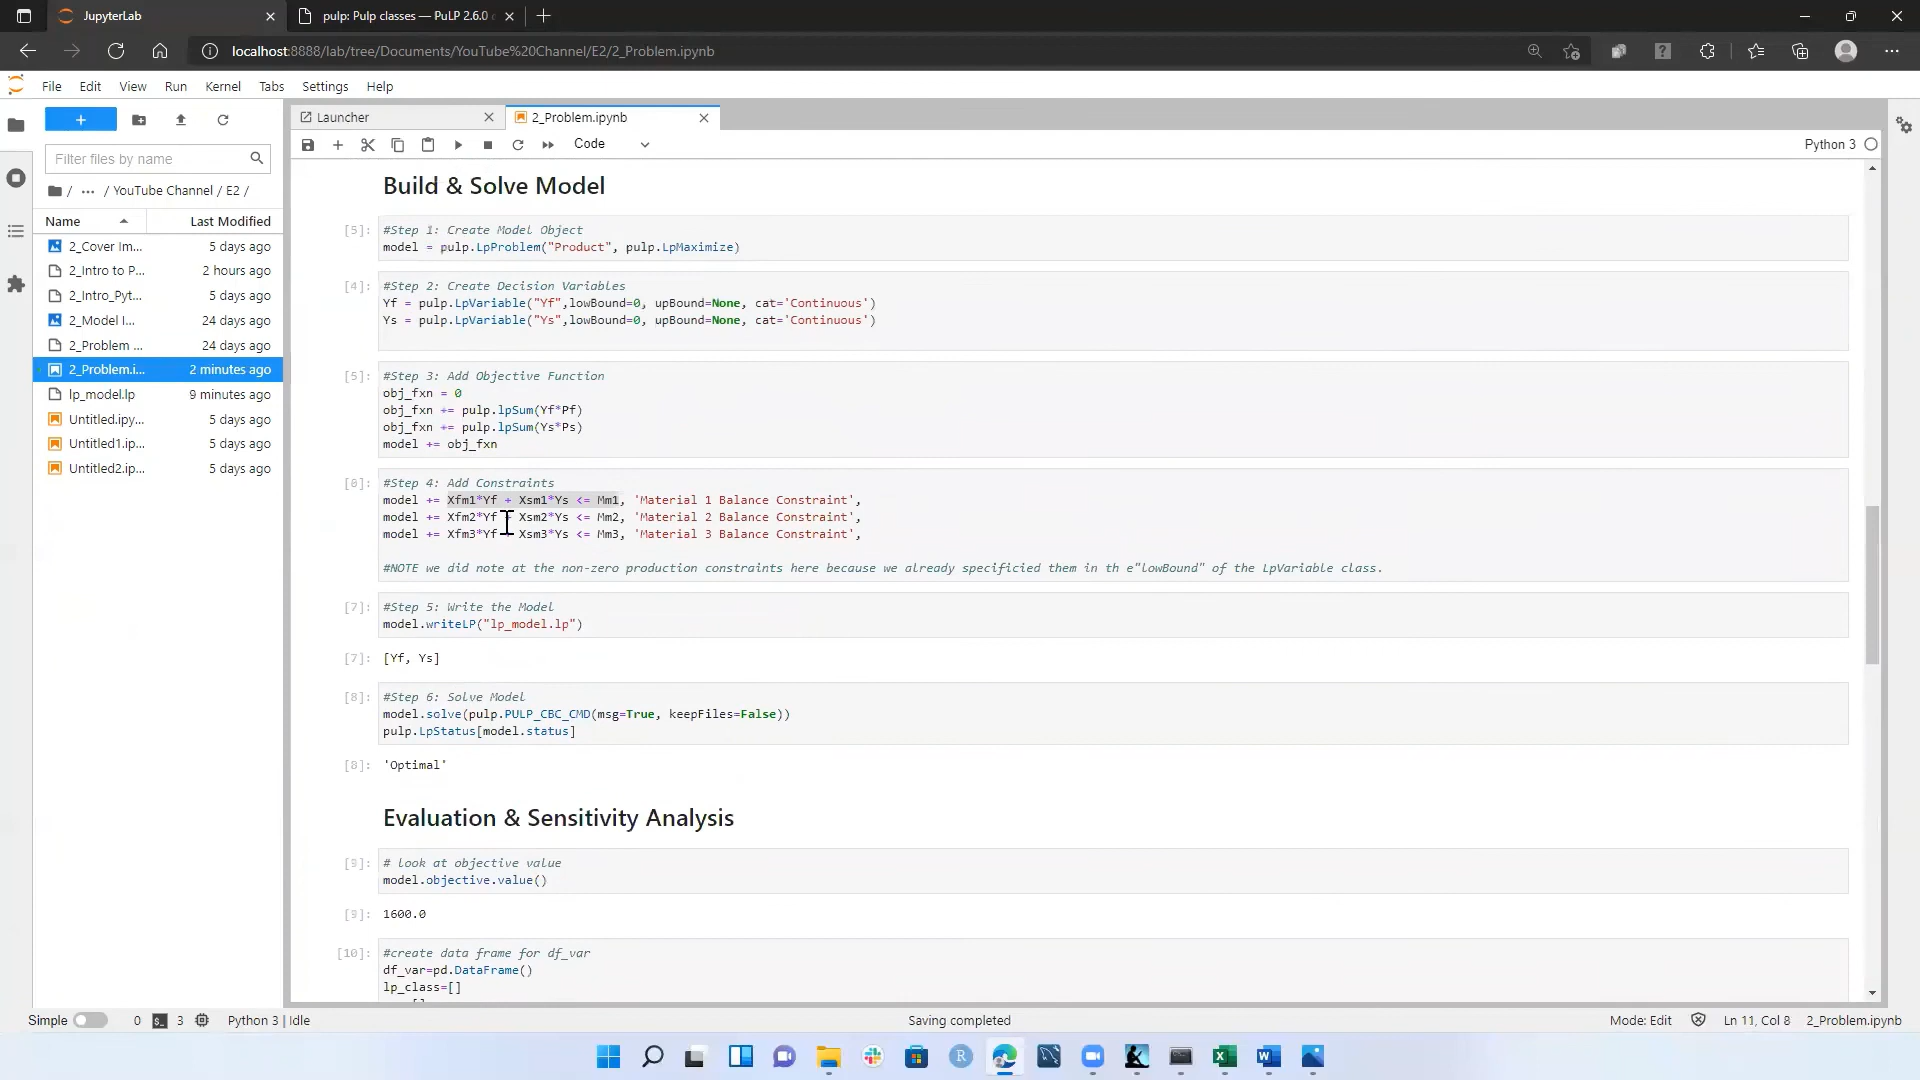 JupyterLab
pulp: Pulp classes — PuLP 2.6.0
localhost:8888/lab/tree/Documents/YouTube%20Channel/E2/2_Problem.ipynb
File Edit View Run Kernel Tabs Settings Help
Launcher
2_Problem.ipynb
Code
Python 3
Filter files by name
/ ··· / YouTube Channel / E2 /
Name Last Modified
2_Cover Im... 5 days ago
2_Intro to P... 2 hours ago
2_Intro_Pyt... 5 days ago
2_Model I... 24 days ago
2_Problem ... 24 days ago
2_Problem.i... 2 minutes ago
lp_model.lp 9 minutes ago
Untitled.ipy... 5 days ago
Untitled1.ip... 5 days ago
Untitled2.ip... 5 days ago
Build & Solve Model
[5]: #Step 1: Create Model Object
model = pulp.LpProblem("Product", pulp.LpMaximize)
[4]: #Step 2: Create Decision Variables
Yf = pulp.LpVariable("Yf",lowBound=0, upBound=None, cat='Continuous')
Ys = pulp.LpVariable("Ys",lowBound=0, upBound=None, cat='Continuous')
[5]: #Step 3: Add Objective Function
obj_fxn = 0
obj_fxn += pulp.lpSum(Yf*Pf)
obj_fxn += pulp.lpSum(Ys*Ps)
model += obj_fxn
#Step 4: Add Constraints
model += Xfm1*Yf + Xsm1*Ys <= Mm1, 'Material 1 Balance Constraint',
model += Xfm2*Yf + Xsm2*Ys <= Mm2, 'Material 2 Balance Constraint',
model += Xfm3*Yf + Xsm3*Ys <= Mm3, 'Material 3 Balance Constraint',
#NOTE we did note at the non-zero production constraints here because we already specificied them in th e"lowBound" of the LpVariable class.
[7]: #Step 5: Write the Model
model.writeLP("lp_model.lp")
[7]: [Yf, Ys]
[8]: #Step 6: Solve Model
model.solve(pulp.PULP_CBC_CMD(msg=True, keepFiles=False))
pulp.LpStatus[model.status]
[8]: 'Optimal'
Evaluation & Sensitivity Analysis
[9]: # look at objective value
model.objective.value()
[9]: 1600.0
[10]: #create data frame for df_var
df_var=pd.DataFrame()
lp_class=[]
Simple 0 3 Python 3 | Idle Saving completed Mode: Edit Ln 11, Col 8 2_Problem.ipynb